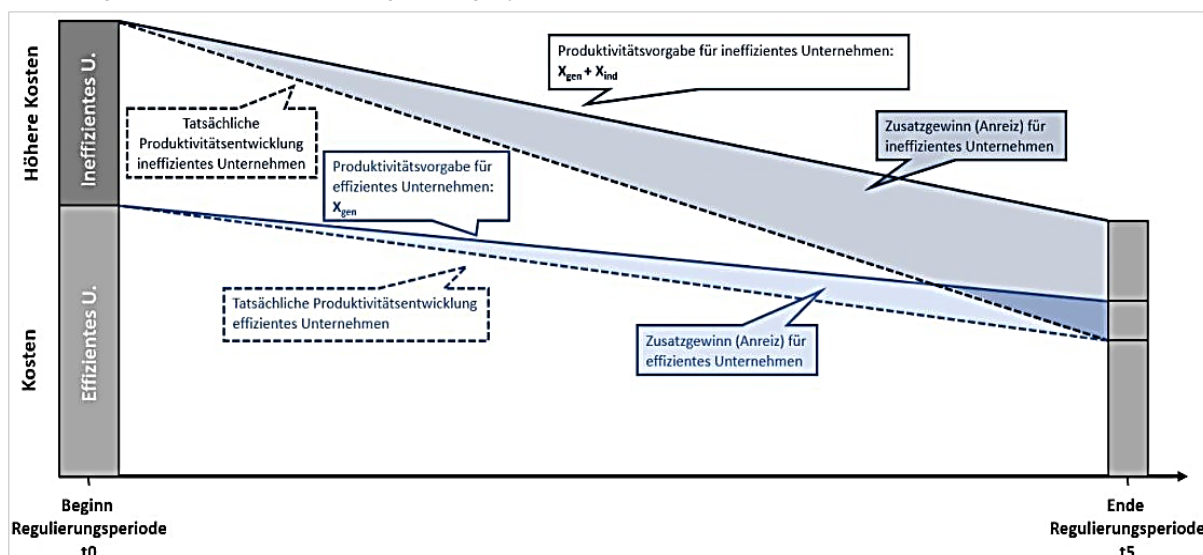 Höhere Kosten
Ineffizientes U.
Produktivitätsvorgabe für ineffizientes Unternehmen:
Xgen + Xind
Tatsächliche
Produktivitätsentwicklung
ineffizientes Unternehmen
Zusatzgewinn (Anreiz) für
ineffizientes Unternehmen
Produktivitätsvorgabe für
effizientes Unternehmen:
Xgen
Kosten
Effizientes U.
Tatsächliche Produktivitätsentwicklung
effizientes Unternehmen
Zusatzgewinn (Anreiz) für
effizientes Unternehmen
Beginn
Regulierungsperiode
t0
Ende
Regulierungsperiode
t5